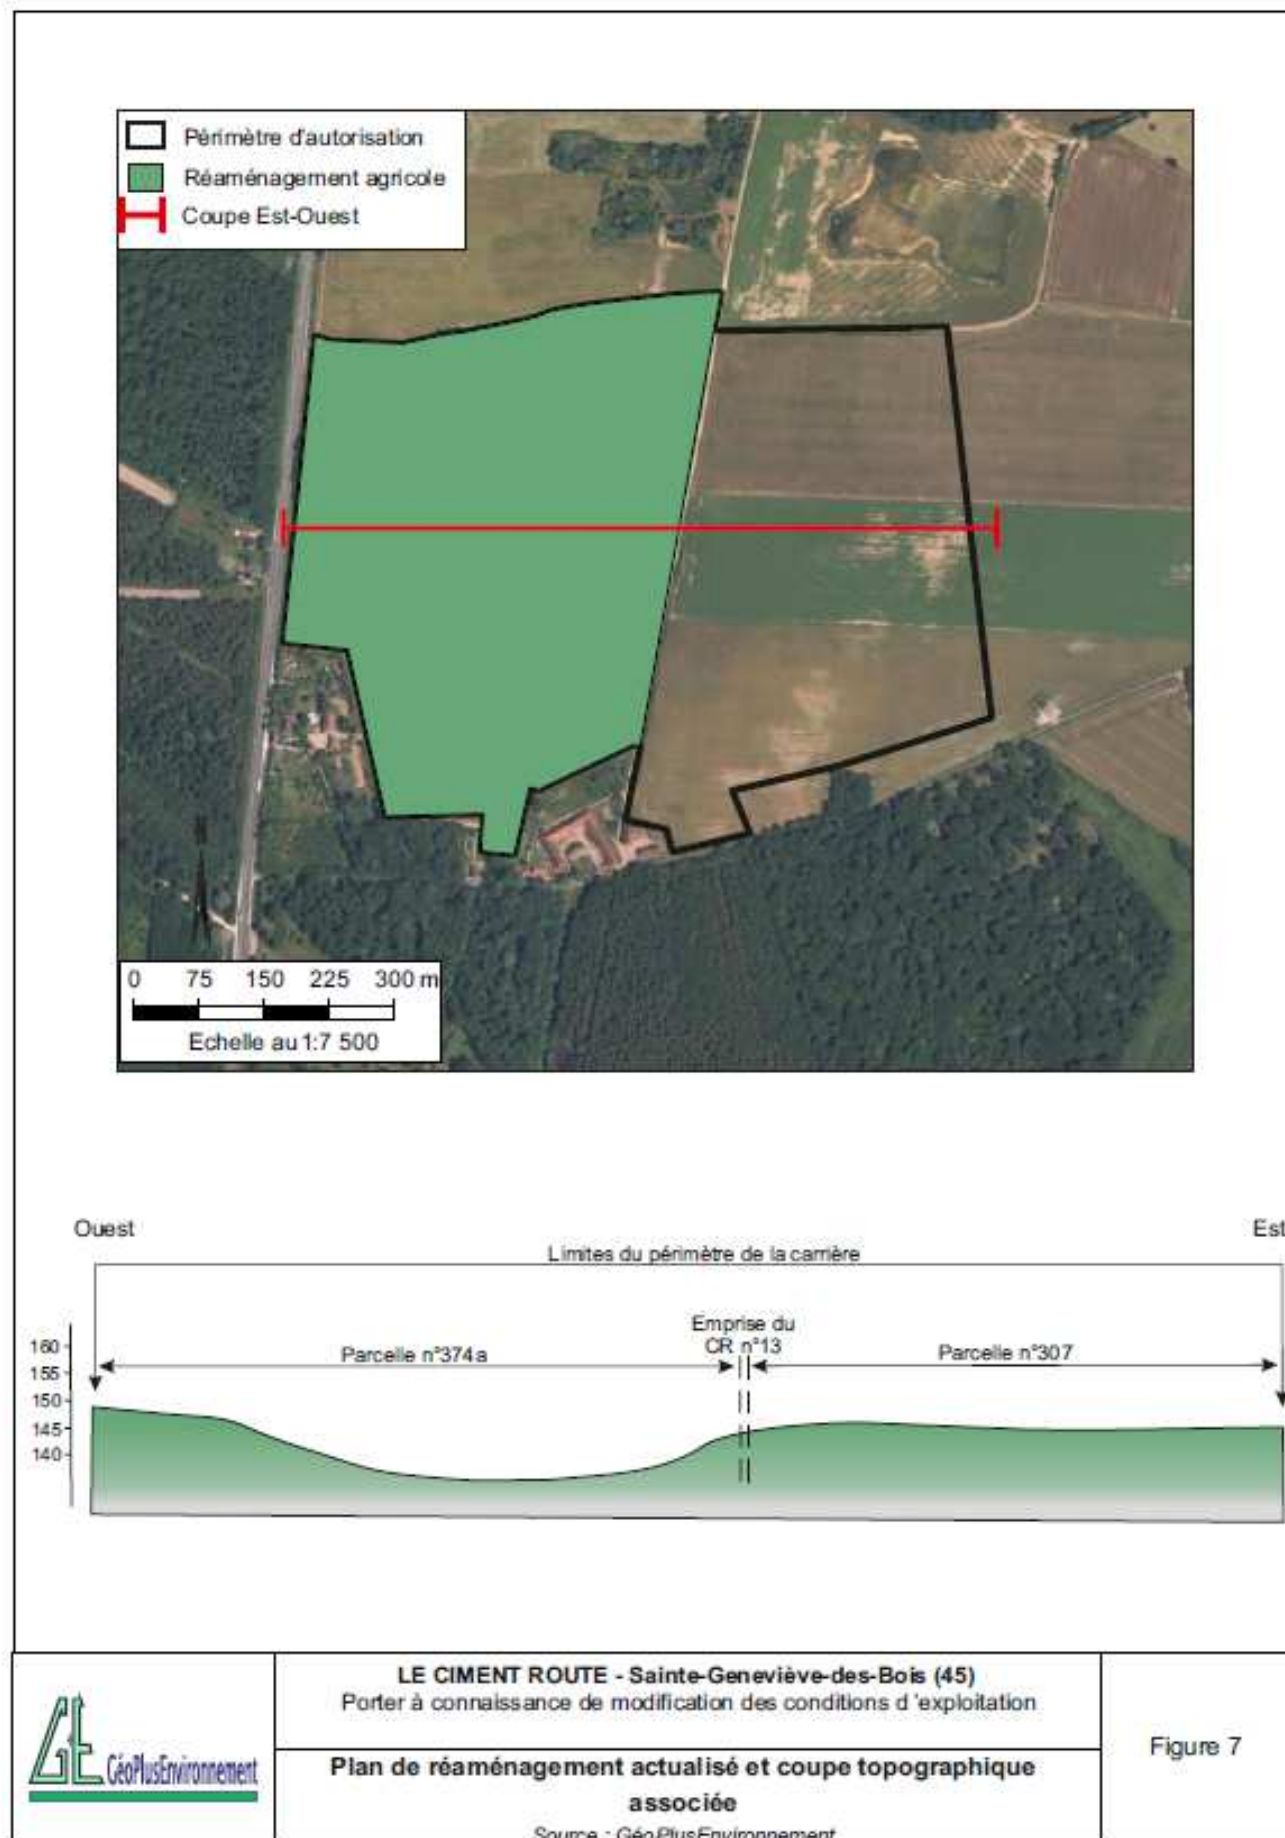 Périmètre d'autorisation
Réaménagement agricole
Coupe Est-Ouest
0 75 150 225 300 m
Echelle au 1:7 500
Ouest
Est
Limites du périmètre de la carrière
Emprise du
CR n°13
Parcelle n°374a
Parcelle n°307
160
155
150
145
140
LE CIMENT ROUTE - Sainte-Geneviève-des-Bois (45)
Porter à connaissance de modification des conditions d 'exploitation
GéoPlusEnvironnement
Figure 7
Plan de réaménagement actualisé et coupe topographique
associée
Source : GéoPlusEnvironnement